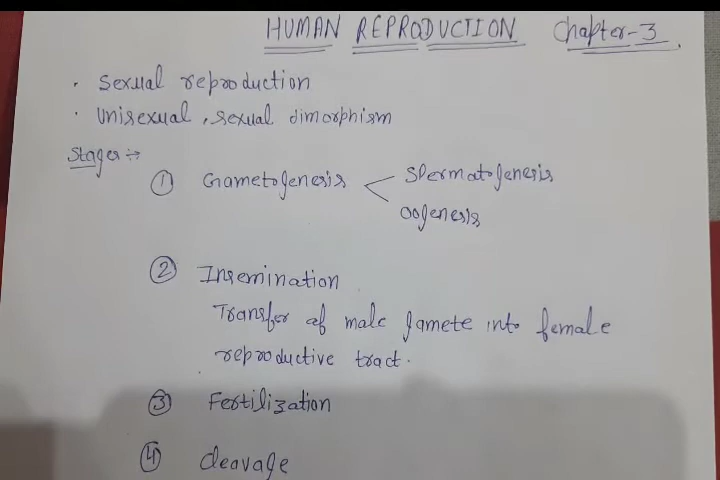 HUMAN REPRODUCTION Chapter-3.
· Sexual reproduction
· Unisexual, sexual dimorphism
Stages :->
① Gametogenesis < Spermatogenesis
oogenesis
② Insemination
Transfer of male gamete into female
reproductive tract.
③ Fertilization
④ cleavage